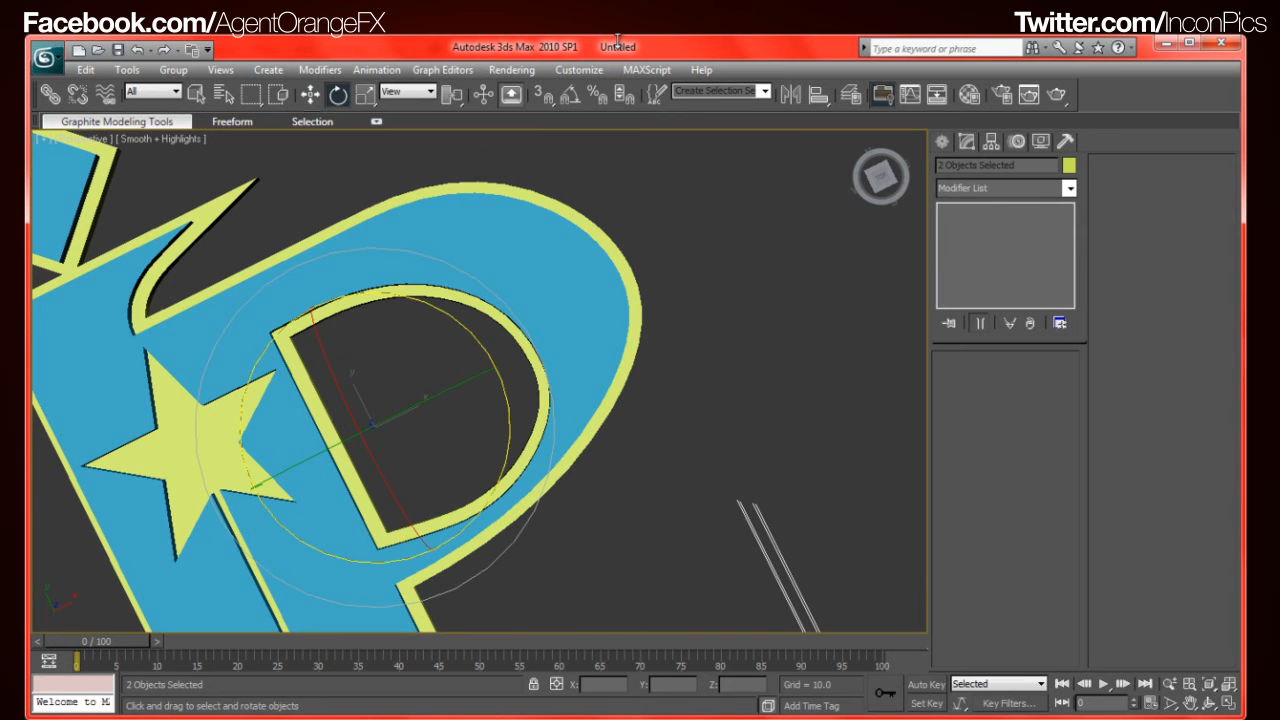 Facebook.com/AgentOrangeFX
Twitter.com/InconPics
Autodesk 3ds Max 2010 SP1 Untitled
Type a keyword or phrase
Edit Tools Group Views Create Modifiers Animation Graph Editors Rendering Customize MAXScript Help
All View 3 Create Selection Se
Graphite Modeling Tools Freeform Selection
[ Smooth + Highlights ]
TOP
2 Objects Selected
Modifier List
y
x
0 / 100
0 5 10 15 20 25 30 35 40 45 50 55 60 65 70 75 80 85 90 95 100
2 Objects Selected X: Y: Z: Grid = 10.0 Auto Key Selected
Welcome to M Click and drag to select and rotate objects Add Time Tag Set Key Key Filters... 0